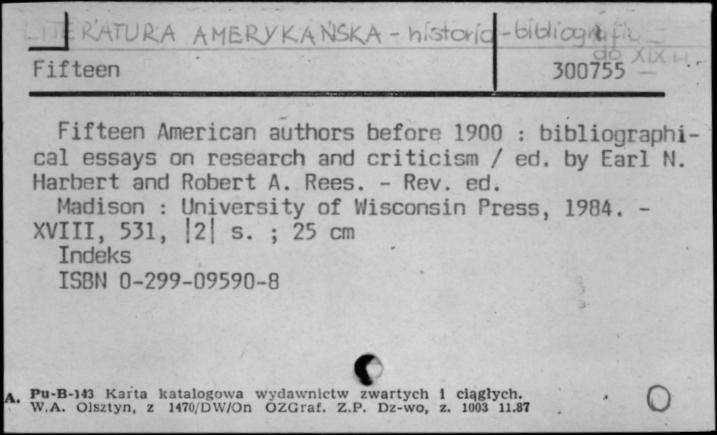 LITERATURA AMERYKAŃSKA - historia - bibliografia
do XIX w.
Fifteen 300755
Fifteen American authors before 1900 : bibliographi-
cal essays on research and criticism / ed. by Earl N.
Harbert and Robert A. Rees. - Rev. ed.
Madison : University of Wisconsin Press, 1984. -
XVIII, 531, |2| s. ; 25 cm
Indeks
ISBN 0-299-09590-8
A. Pu-B-143 Karta katalogowa wydawnictw zwartych i ciągłych.
W.A. Olsztyn, z 1470/DW/On OZGraf. Z.P. Dz-wo, z. 1003 11.87